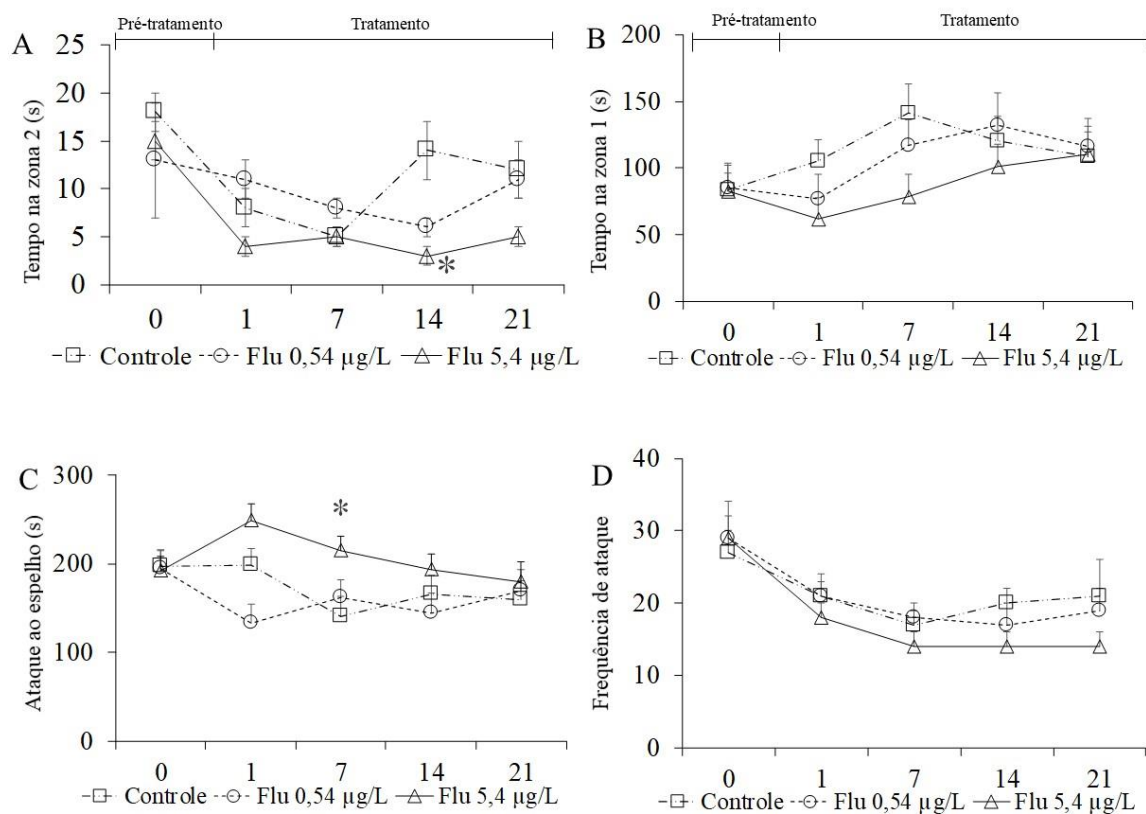 Pré-tratamento
Tratamento
A
Tempo na zona 2 (s)
25
20
15
10
5
0
*
0 1 7 14 21
Controle Flu 0,54 µg/L Flu 5,4 µg/L
Pré-tratamento
Tratamento
B
Tempo na zona 1 (s)
200
150
100
50
0
0 1 7 14 21
Controle Flu 0,54 µg/L Flu 5,4 µg/L
C
Ataque ao espelho (s)
300
200
100
0
*
0 1 7 14 21
Controle Flu 0,54 µg/L Flu 5,4 µg/L
D
Frequência de ataque
40
30
20
10
0
0 1 7 14 21
Controle Flu 0,54 µg/L Flu 5,4 µg/L